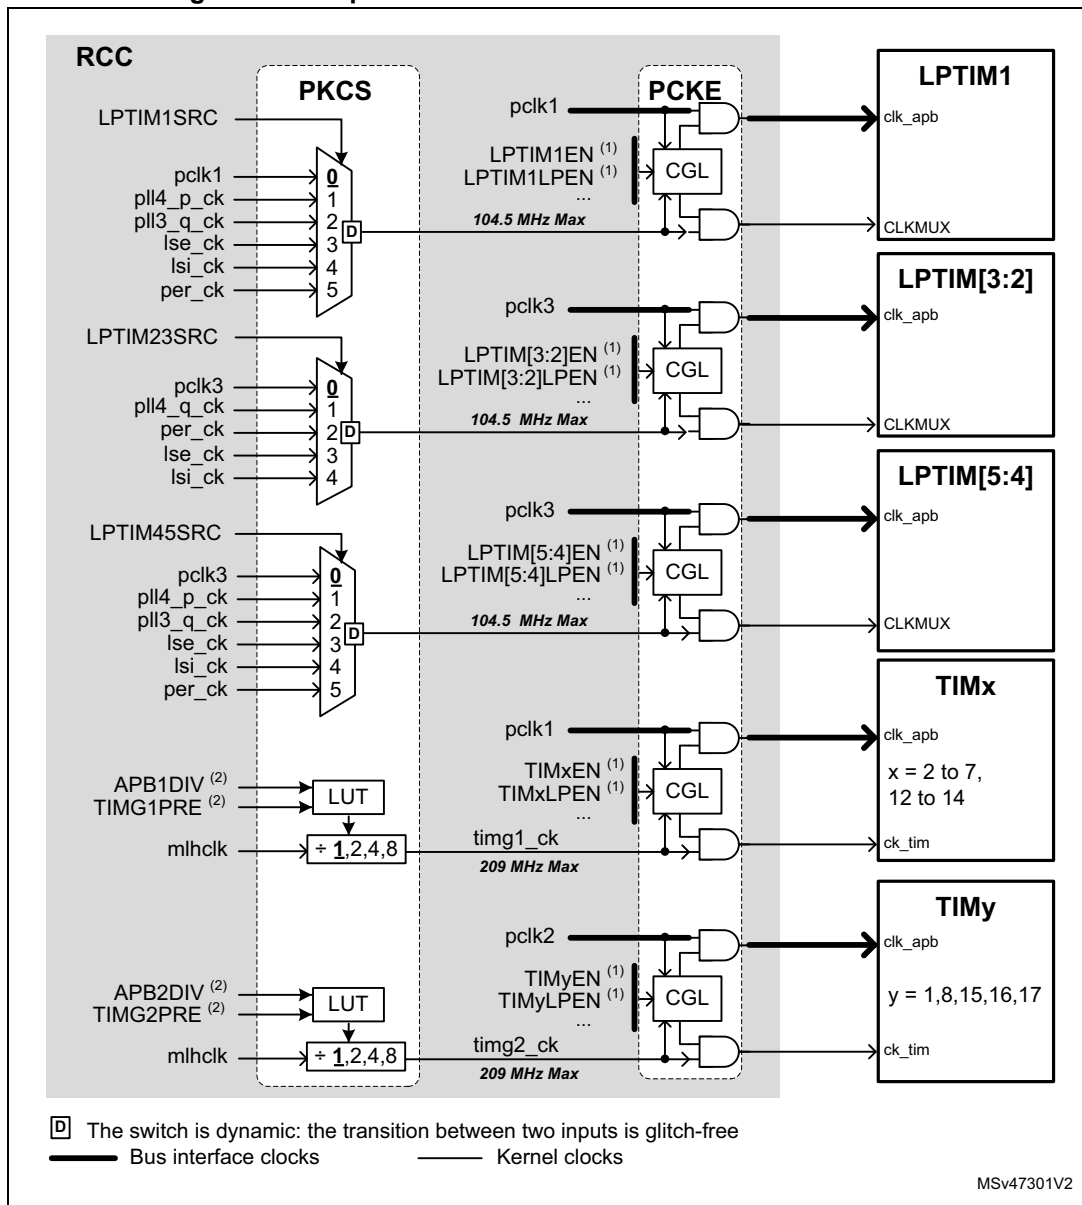 RCC
PKCS
PCKE
LPTIM1SRC
pclk1
pll4_p_ck
pll3_q_ck
lse_ck
lsi_ck
per_ck
0
1
2
3
4
5
D
104.5 MHz Max
pclk1
LPTIM1EN (1)
LPTIM1LPEN (1)
...
CGL
LPTIM1
clk_apb
CLKMUX
LPTIM23SRC
pclk3
pll4_q_ck
per_ck
lse_ck
lsi_ck
0
1
2
3
4
D
104.5 MHz Max
pclk3
LPTIM[3:2]EN (1)
LPTIM[3:2]LPEN (1)
...
CGL
LPTIM[3:2]
clk_apb
CLKMUX
LPTIM45SRC
pclk3
pll4_p_ck
pll3_q_ck
lse_ck
lsi_ck
per_ck
0
1
2
3
4
5
D
104.5 MHz Max
pclk3
LPTIM[5:4]EN (1)
LPTIM[5:4]LPEN (1)
...
CGL
LPTIM[5:4]
clk_apb
CLKMUX
APB1DIV (2)
TIMG1PRE (2)
LUT
mlhclk
÷ 1,2,4,8
timg1_ck
209 MHz Max
pclk1
TIMxEN (1)
TIMxLPEN (1)
...
CGL
TIMx
clk_apb
x = 2 to 7,
12 to 14
ck_tim
APB2DIV (2)
TIMG2PRE (2)
LUT
mlhclk
÷ 1,2,4,8
timg2_ck
209 MHz Max
pclk2
TIMyEN (1)
TIMyLPEN (1)
...
CGL
TIMy
clk_apb
y = 1,8,15,16,17
ck_tim
D The switch is dynamic: the transition between two inputs is glitch-free
Bus interface clocks
Kernel clocks
MSv47301V2